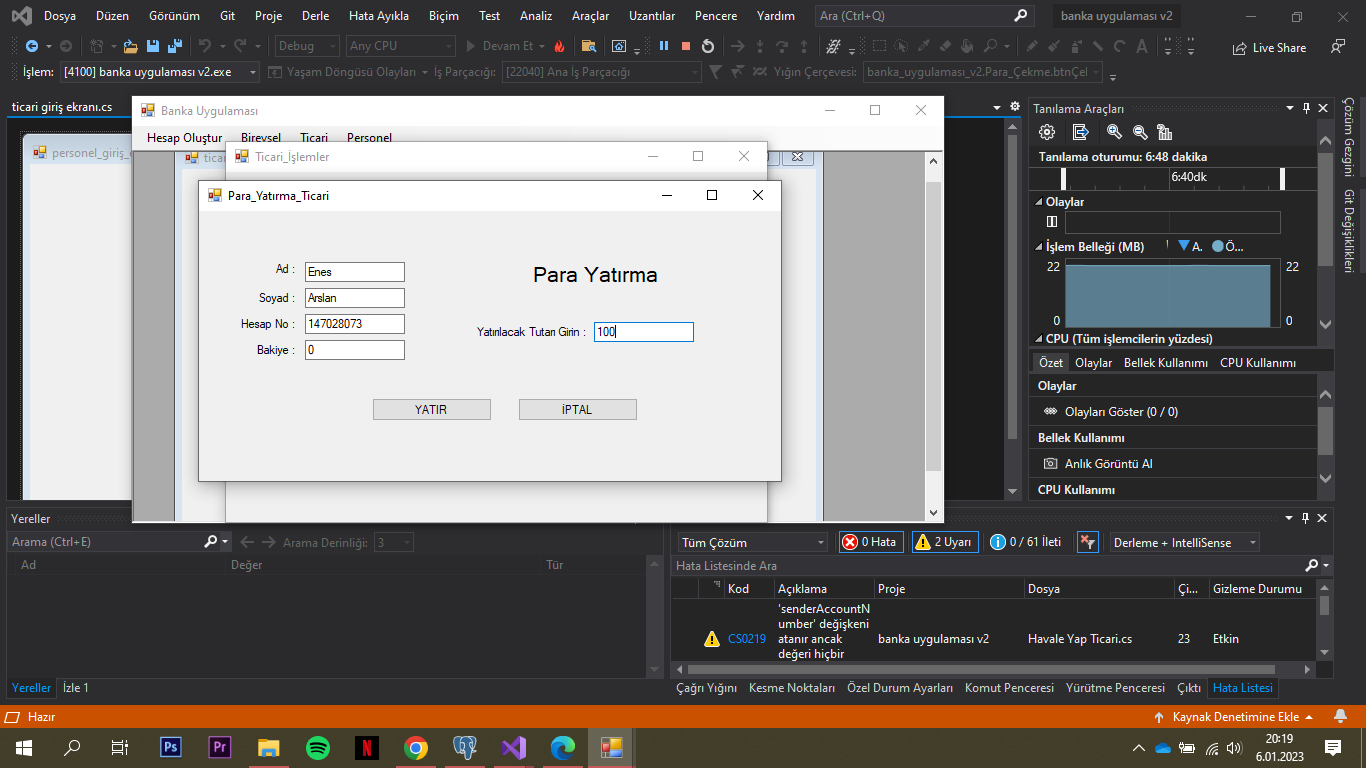 Dosya Düzen Görünüm Git Proje Derle Hata Ayıkla Biçim Test Analiz Araçlar Uzantılar Pencere Yardım Ara (Ctrl+Q) banka uygulaması v2
Debug Any CPU Devam Et Live Share
İşlem: [4100] banka uygulaması v2.exe Yaşam Döngüsü Olayları İş Parçacığı: [22040] Ana İş Parçacığı Yığın Çerçevesi: banka_uygulaması_v2.Para_Çekme.btnÇel
ticari giriş ekranı.cs
personel_giriş_
Banka Uygulaması
Hesap Oluştur Bireysel Ticari Personel
ticari
Ticari_İşlemler
Para_Yatırma_Ticari
Ad : Enes
Soyad : Arslan
Hesap No : 147028073
Bakiye : 0
Para Yatırma
Yatırılacak Tutarı Girin : 100
YATIR İPTAL
Tanılama Araçları
Tanılama oturumu: 6:48 dakika
6:40dk
Olaylar
İşlem Belleği (MB) A. Ö...
22 22
0 0
CPU (Tüm işlemcilerin yüzdesi)
Özet Olaylar Bellek Kullanımı CPU Kullanımı
Olaylar
Olayları Göster (0 / 0)
Bellek Kullanımı
Anlık Görüntü Al
CPU Kullanımı
Çözüm Gezgini
Git Değişiklikleri
Yereller
Arama (Ctrl+E) Arama Derinliği: 3
Ad Değer Tür
Yereller İzle 1
Tüm Çözüm 0 Hata 2 Uyarı 0 / 61 İleti Derleme + IntelliSense
Hata Listesinde Ara
Kod Açıklama Proje Dosya Çi... Gizleme Durumu
CS0219 'senderAccountN
umber' değişkeni
atanır ancak
değeri hiçbir
banka uygulaması v2 Havale Yap Ticari.cs 23 Etkin
Çağrı Yığını Kesme Noktaları Özel Durum Ayarları Komut Penceresi Yürütme Penceresi Çıktı Hata Listesi
Hazır Kaynak Denetimine Ekle
Ps Pr N
20:19
6.01.2023